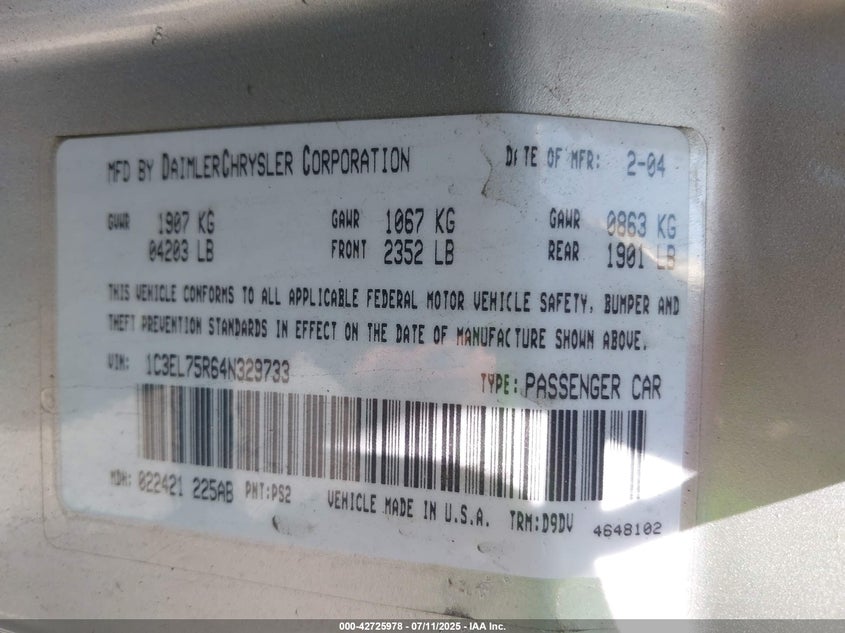 MFD BY DAIMLERCHRYSLER CORPORATION DATE OF MFR: 2-04
GVWR 1907 KG GAWR 1067 KG GAWR 0863 KG
04203 LB FRONT 2352 LB REAR 1901 LB
THIS VEHICLE CONFORMS TO ALL APPLICABLE FEDERAL MOTOR VEHICLE SAFETY, BUMPER AND
THEFT PREVENTION STANDARDS IN EFFECT ON THE DATE OF MANUFACTURE SHOWN ABOVE.
VIN: 1C3EL75R64N329733 TYPE: PASSENGER CAR
MDH: 022421 225AB PNT:PS2 VEHICLE MADE IN U.S.A. TRM:D9DV 4648102
000-42725978 - 07/11/2025 - IAA Inc.